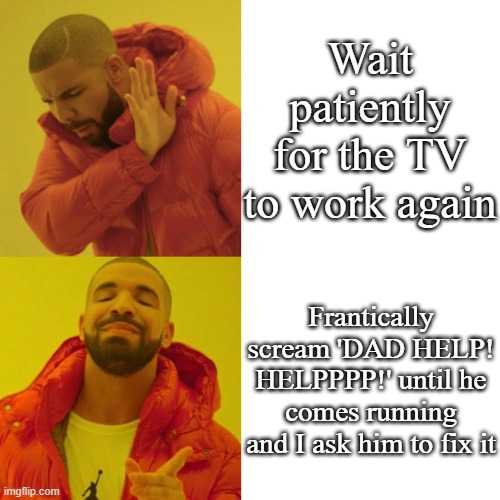 Wait
patiently
for the TV
to work again
Frantically
scream 'DAD HELP!
HELPPPP!' until he
comes running
and I ask him to fix it
imgflip.com